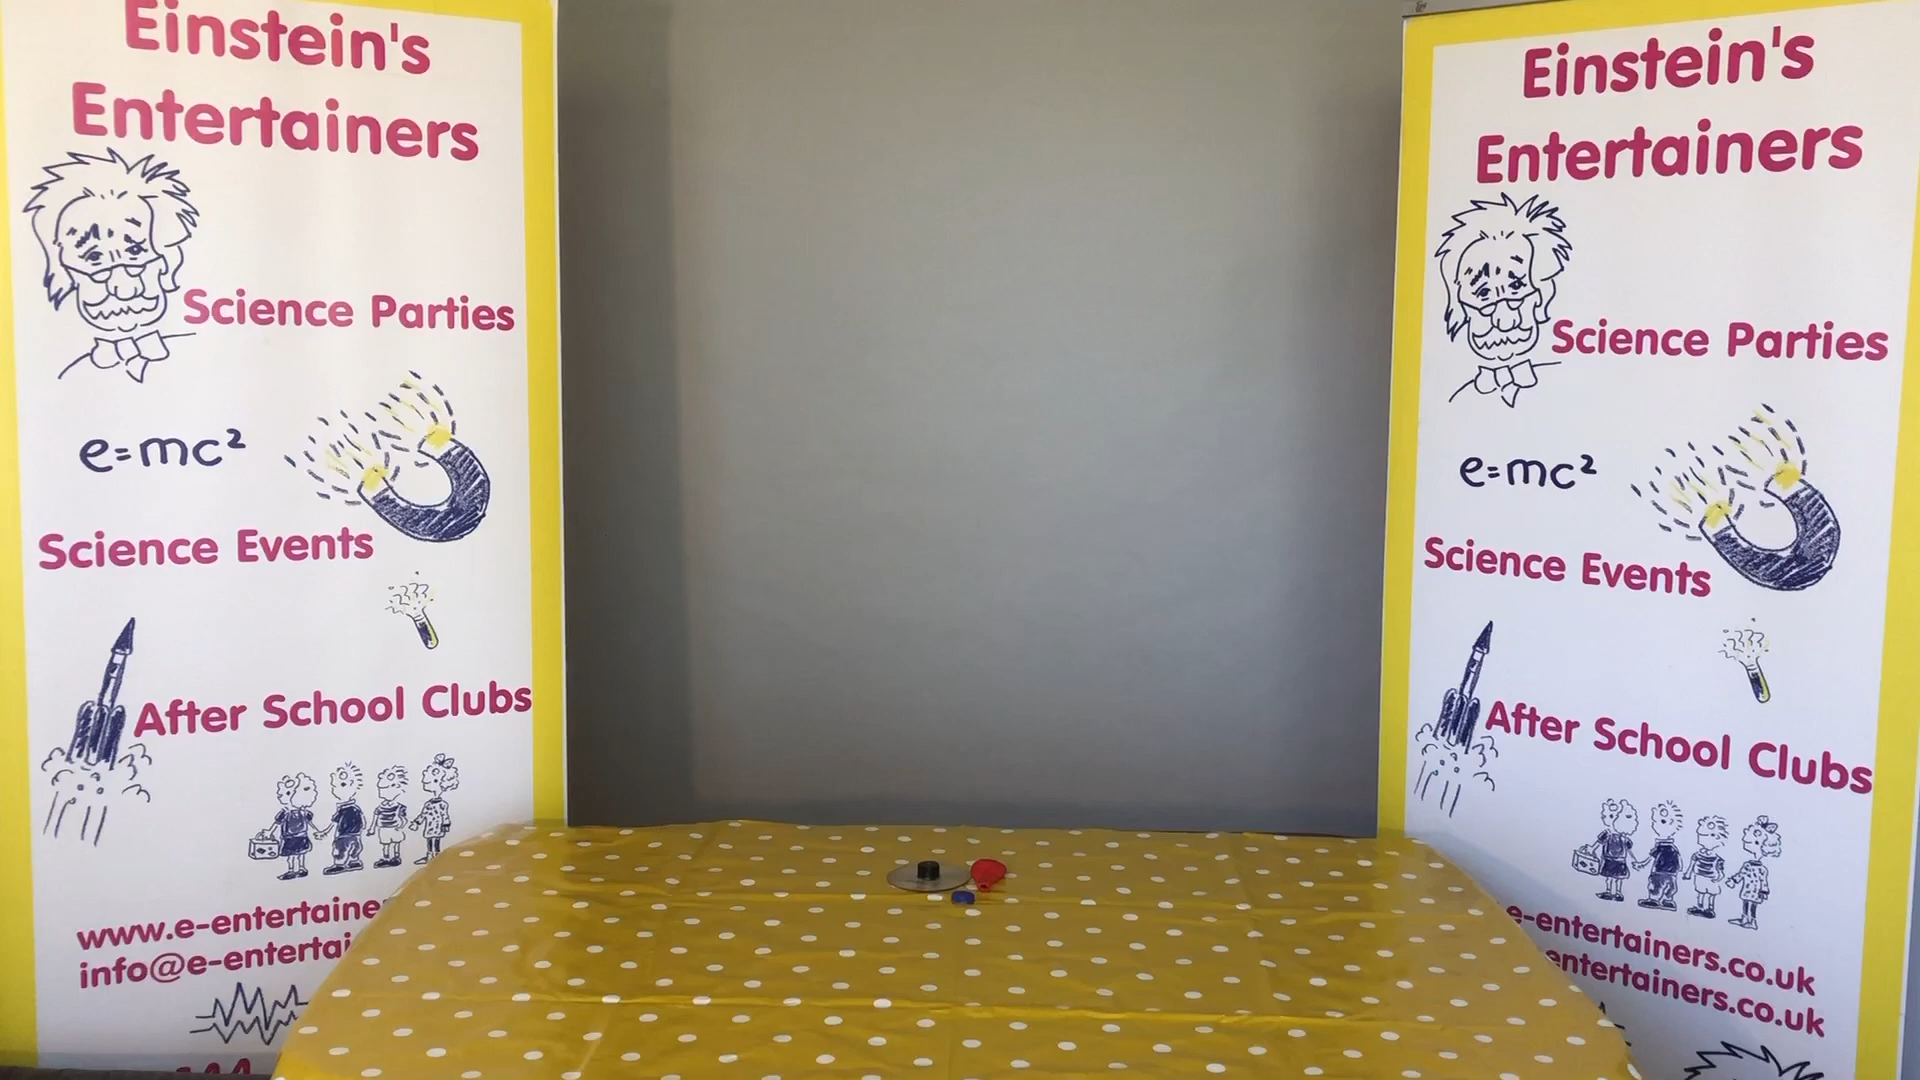 Einstein's
Entertainers
Science Parties
e=mc²
Science Events
After School Clubs
www.e-entertaine
info@e-entertai
Einstein's
Entertainers
Science Parties
e=mc²
Science Events
After School Clubs
e-entertainers.co.uk
entertainers.co.uk